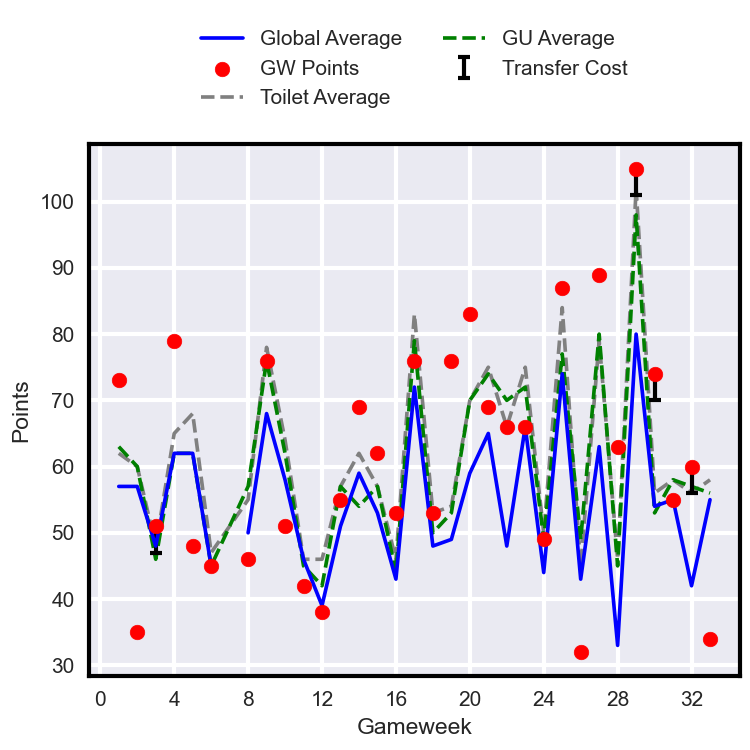 Global Average
GW Points
Toilet Average
GU Average
Transfer Cost
Points
100
90
80
70
60
50
40
30
0 4 8 12 16 20 24 28 32
Gameweek